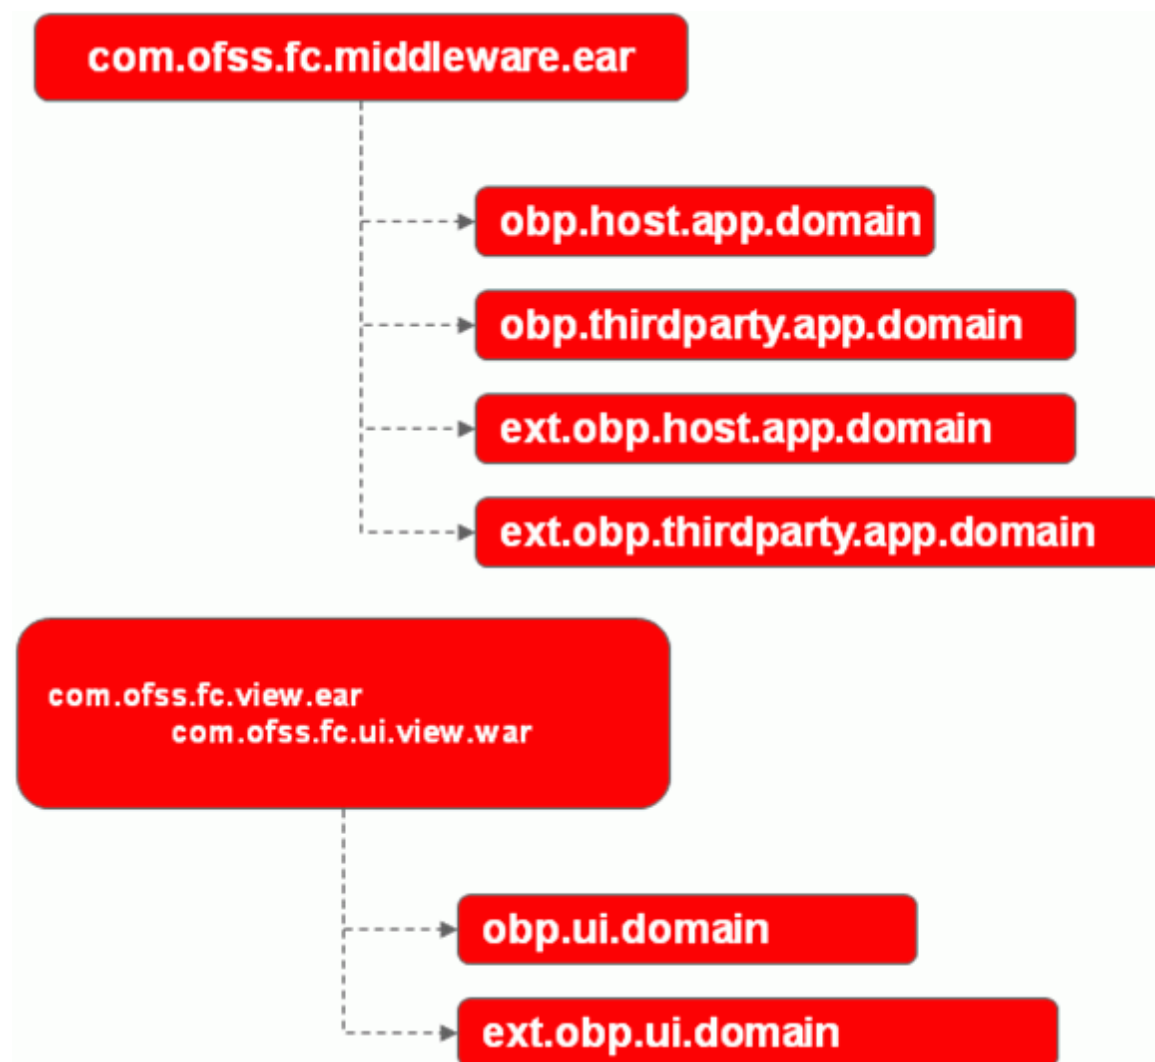 com.ofss.fc.middleware.ear
obp.host.app.domain
obp.thirdparty.app.domain
ext.obp.host.app.domain
ext.obp.thirdparty.app.domain
com.ofss.fc.view.ear
com.ofss.fc.ui.view.war
obp.ui.domain
ext.obp.ui.domain